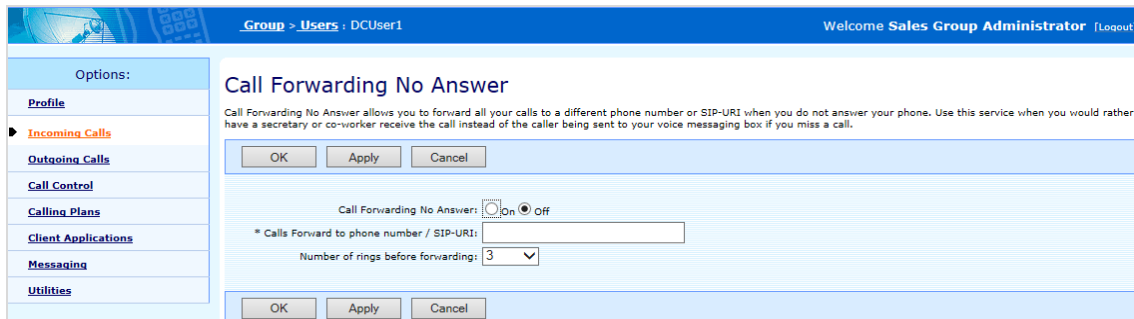 Group > Users : DCUser1
Welcome Sales Group Administrator [Logout
Options:
Profile
Incoming Calls
Outgoing Calls
Call Control
Calling Plans
Client Applications
Messaging
Utilities
Call Forwarding No Answer
Call Forwarding No Answer allows you to forward all your calls to a different phone number or SIP-URI when you do not answer your phone. Use this service when you would rather
have a secretary or co-worker receive the call instead of the caller being sent to your voice messaging box if you miss a call.
OK Apply Cancel
Call Forwarding No Answer: On Off
* Calls Forward to phone number / SIP-URI:
Number of rings before forwarding: 3
OK Apply Cancel